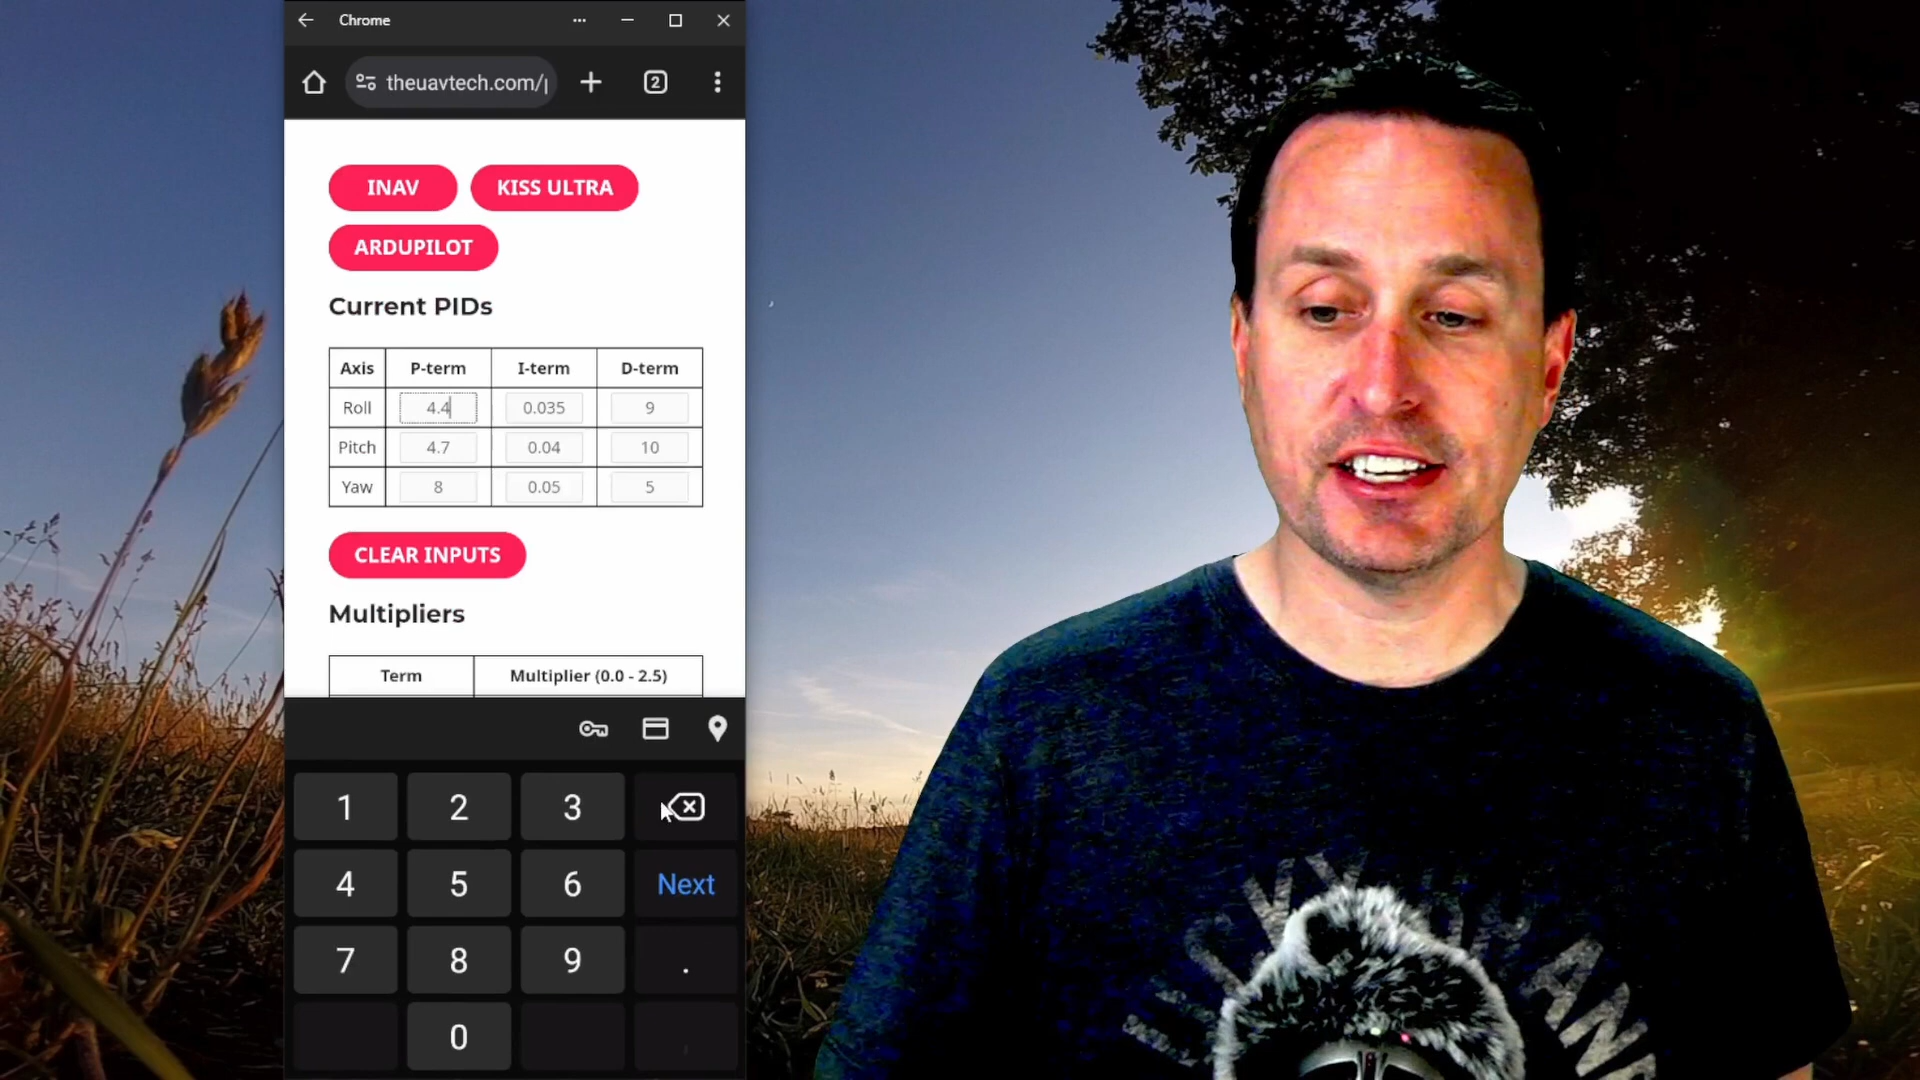 Chrome
theuavtech.com/
2
INAV
KISS ULTRA
ARDUPILOT
Current PIDs
Axis P-term I-term D-term
Roll 4.4 0.035 9
Pitch 4.7 0.04 10
Yaw 8 0.05 5
CLEAR INPUTS
Multipliers
Term Multiplier (0.0 - 2.5)
1 2 3
4 5 6 Next
7 8 9 .
0 ,